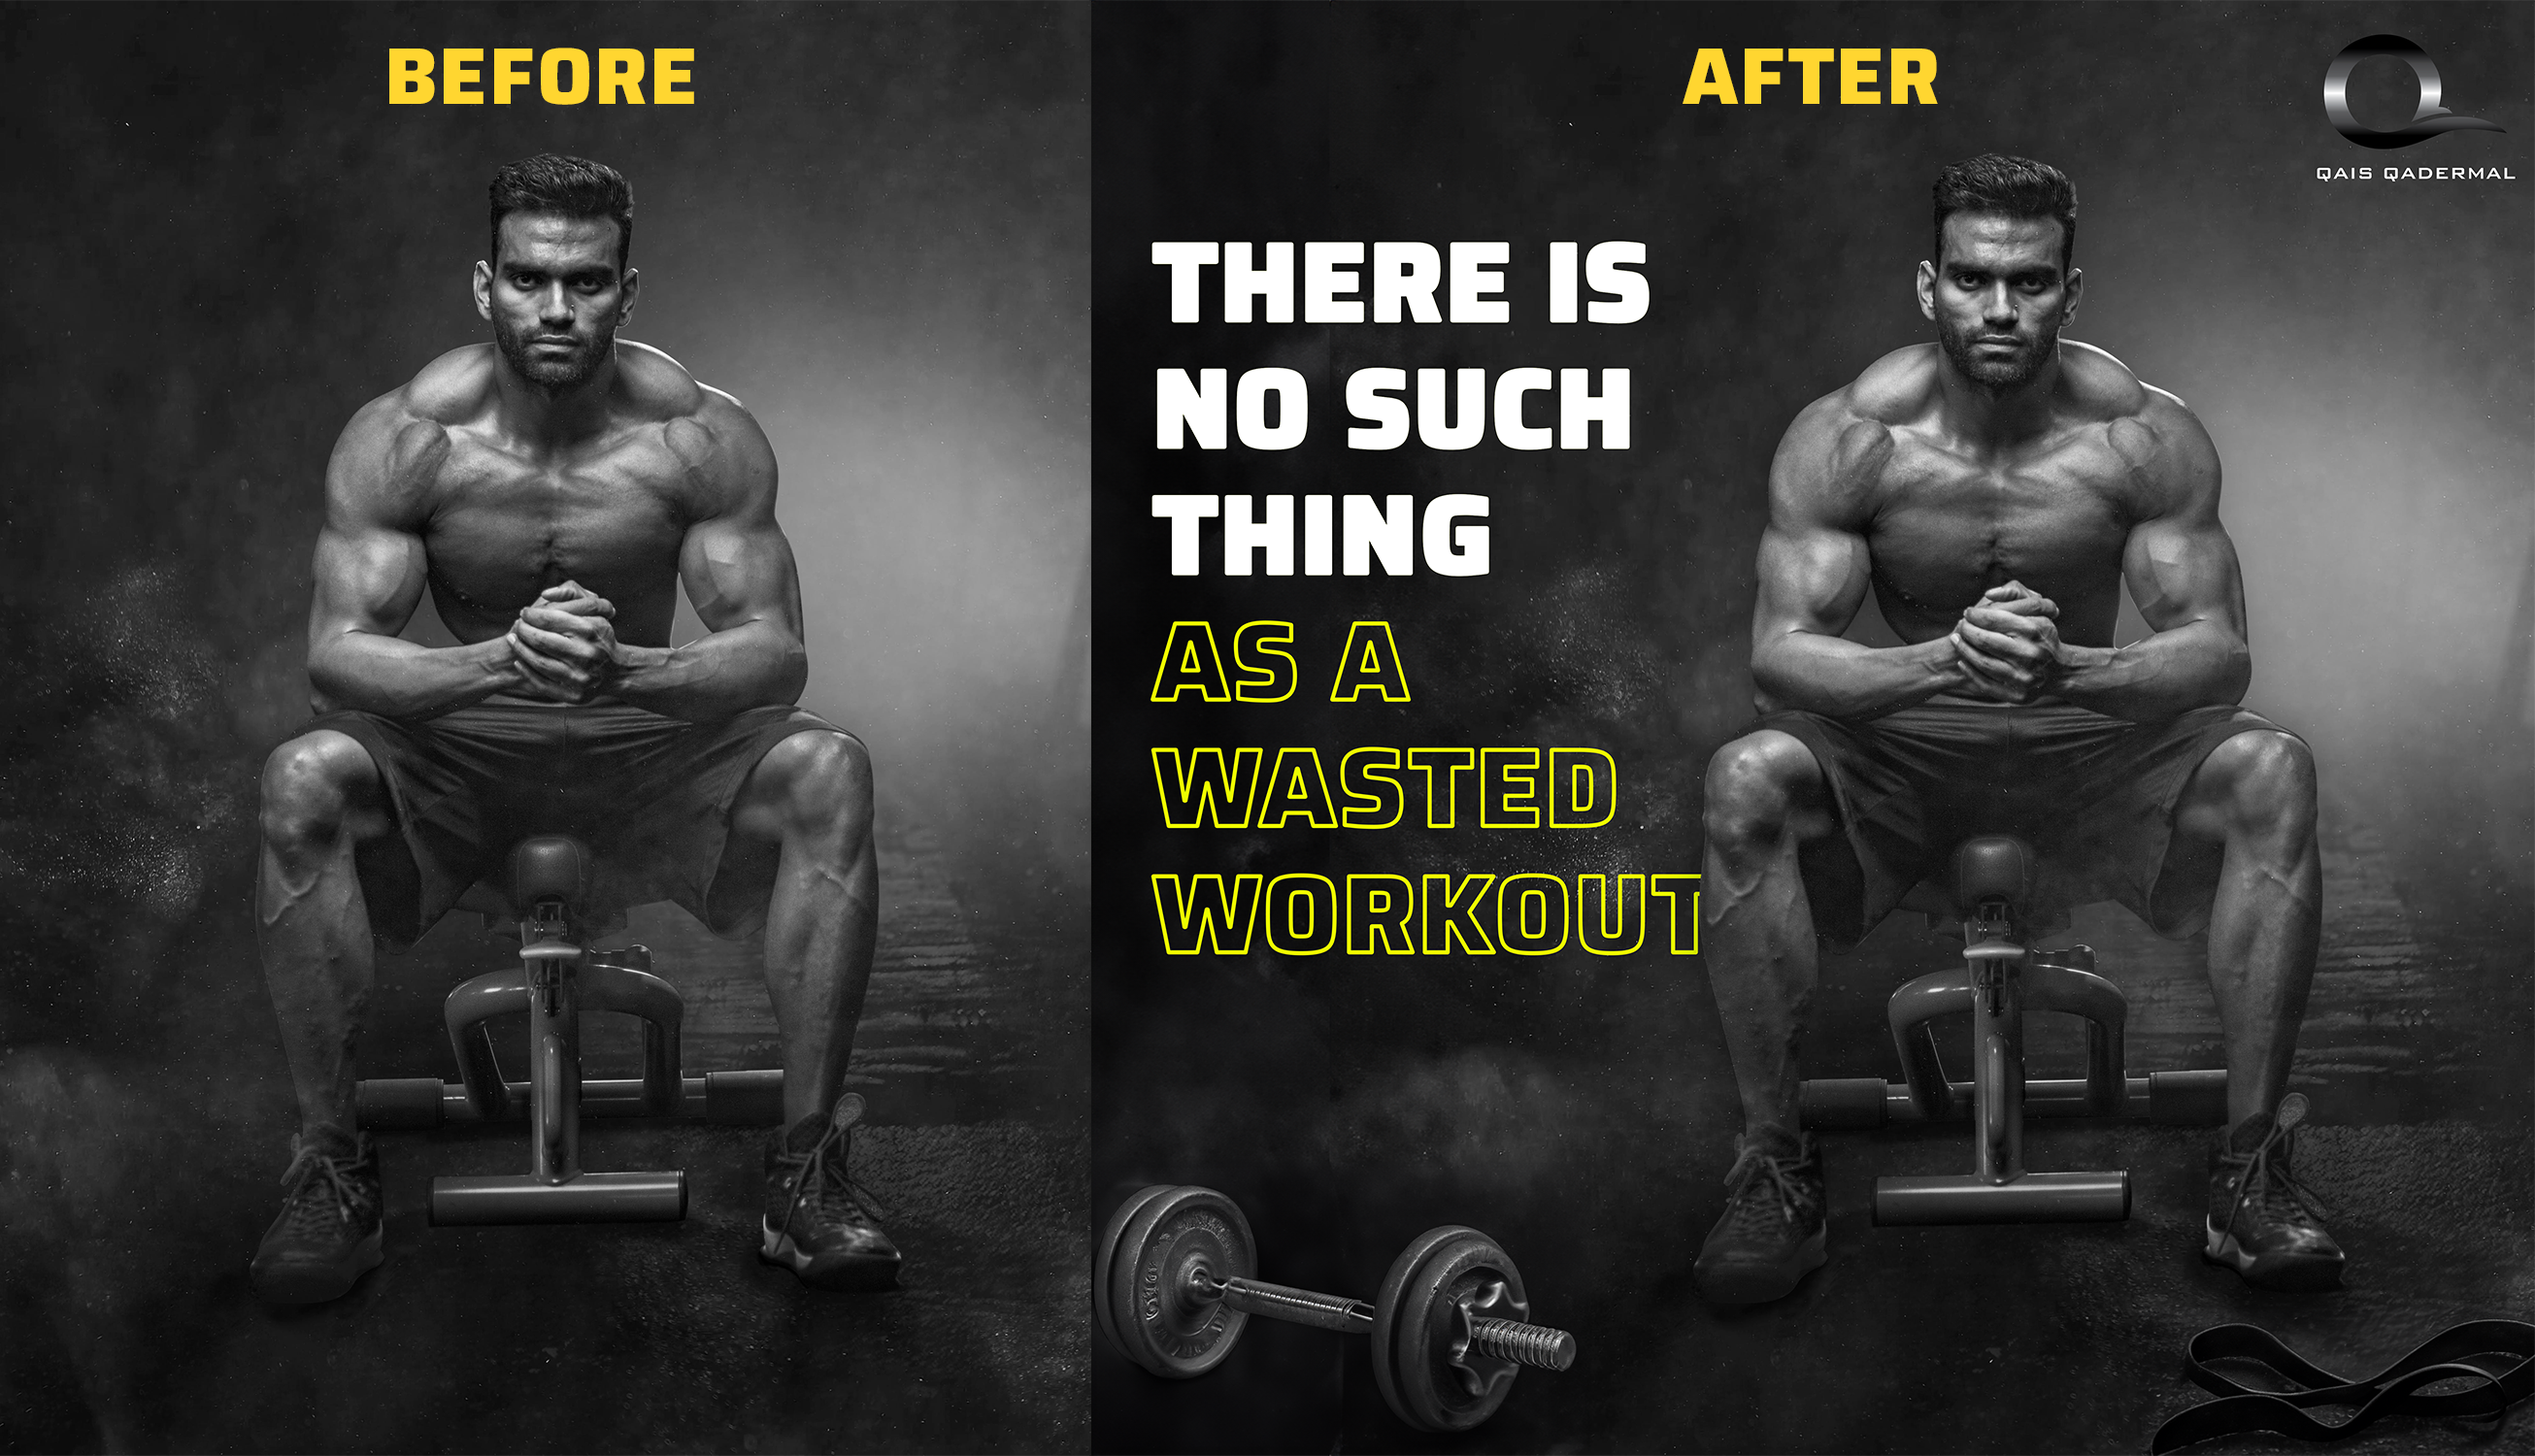 BEFORE
AFTER
QAIS QADERMAL
THERE IS
NO SUCH
THING
AS A
WASTED
WORKOUT